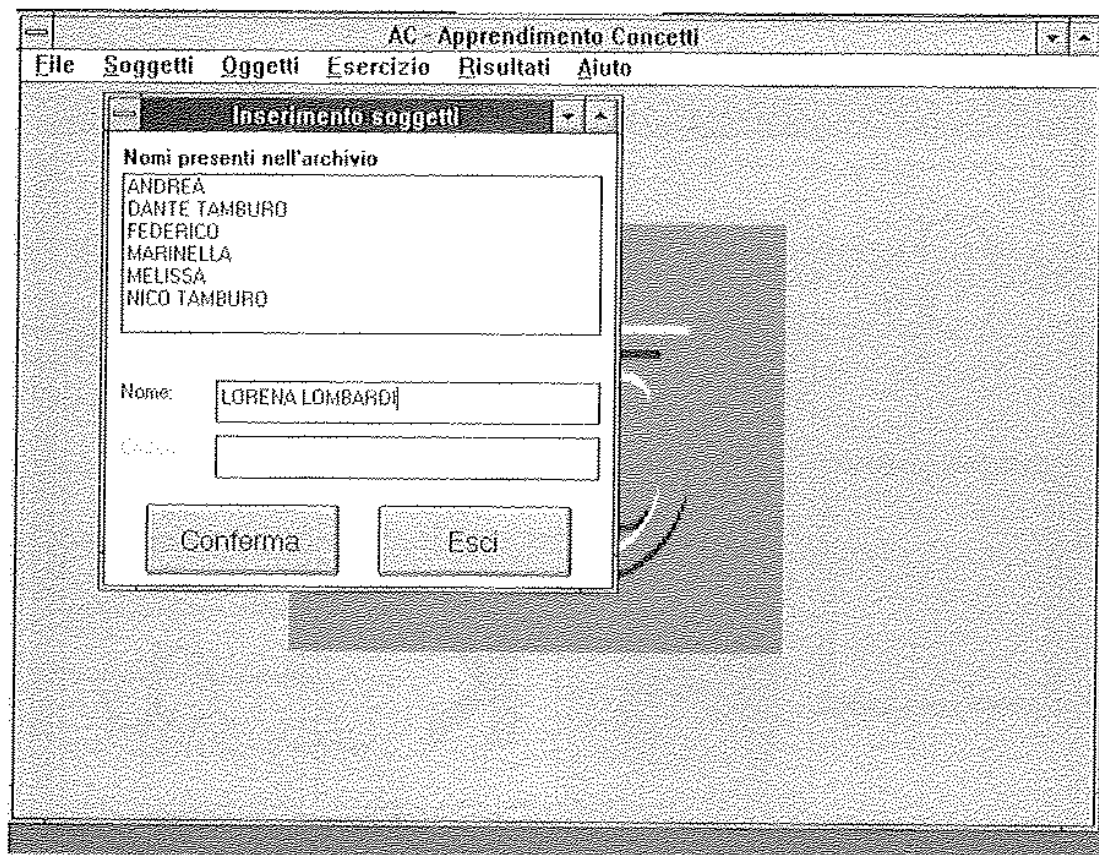 AC - Apprendimento Concetti
File Soggetti Oggetti Esercizio Risultati Aiuto
Inserimento soggetti
Nomi presenti nell'archivio
ANDREA
DANTE TAMBURO
FEDERICO
MARINELLA
MELISSA
NICO TAMBURO
Nome: LORENA LOMBARDI
Conferma Esci